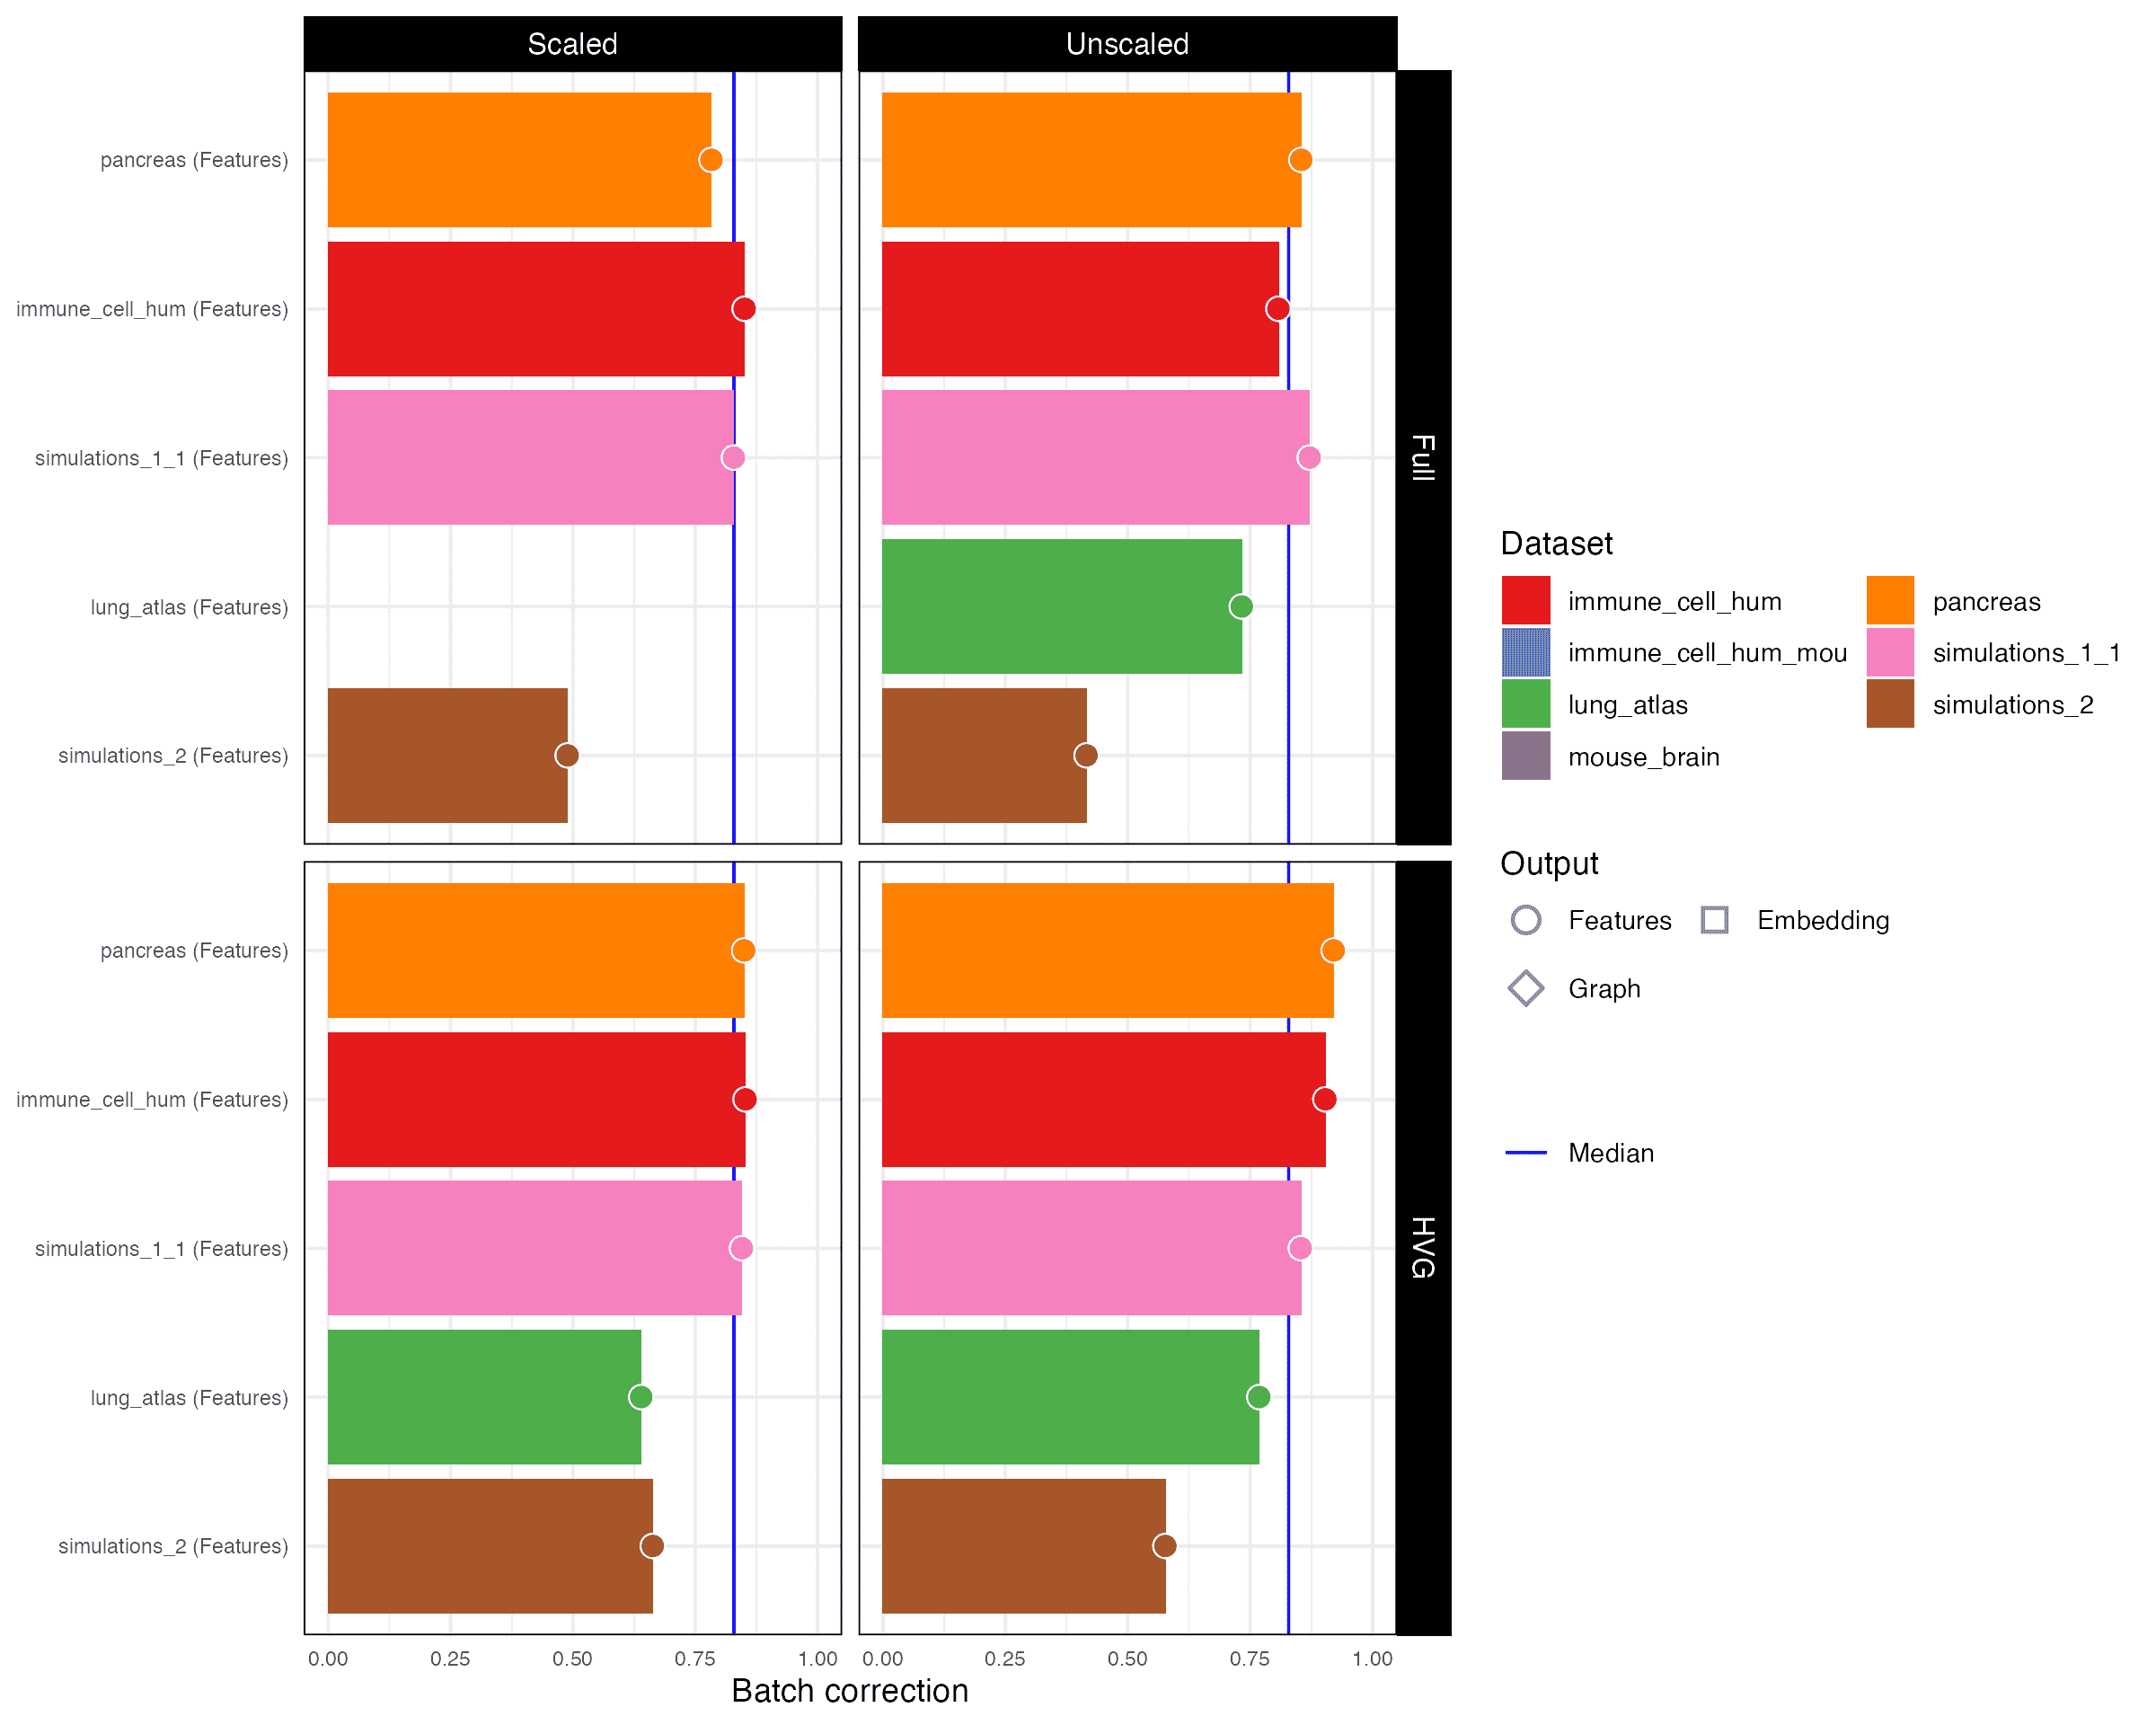 Scaled
Unscaled
pancreas (Features)
immune_cell_hum (Features)
simulations_1_1 (Features)
lung_atlas (Features)
simulations_2 (Features)
Full
pancreas (Features)
immune_cell_hum (Features)
simulations_1_1 (Features)
lung_atlas (Features)
simulations_2 (Features)
HVG
0.00 0.25 0.50 0.75 1.00
0.00 0.25 0.50 0.75 1.00
Batch correction
Dataset
immune_cell_hum
immune_cell_hum_mou
lung_atlas
mouse_brain
pancreas
simulations_1_1
simulations_2
Output
Features
Embedding
Graph
Median